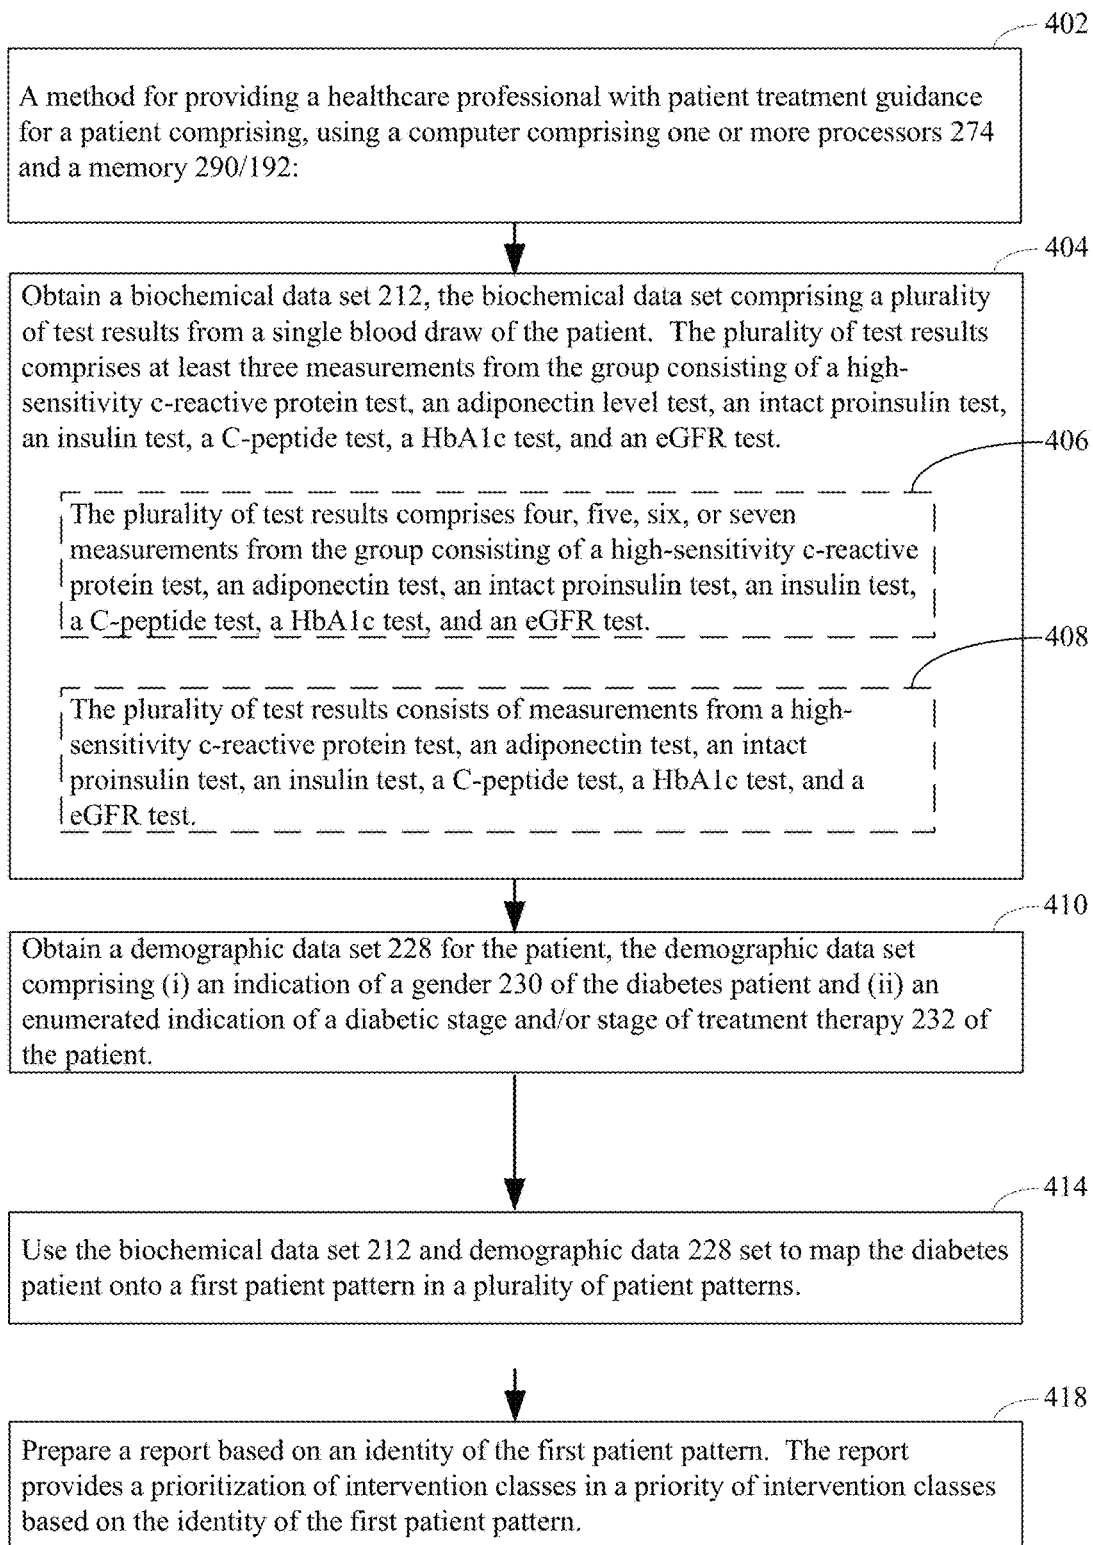 402
A method for providing a healthcare professional with patient treatment guidance
for a patient comprising, using a computer comprising one or more processors 274
and a memory 290/192:
404
Obtain a biochemical data set 212, the biochemical data set comprising a plurality
of test results from a single blood draw of the patient.  The plurality of test results
comprises at least three measurements from the group consisting of a high-
sensitivity c-reactive protein test, an adiponectin level test, an intact proinsulin test,
an insulin test, a C-peptide test, a HbA1c test, and an eGFR test.
406
The plurality of test results comprises four, five, six, or seven
measurements from the group consisting of a high-sensitivity c-reactive
protein test, an adiponectin test, an intact proinsulin test, an insulin test,
a C-peptide test, a HbA1c test, and an eGFR test.
408
The plurality of test results consists of measurements from a high-
sensitivity c-reactive protein test, an adiponectin test, an intact
proinsulin test, an insulin test, a C-peptide test, a HbA1c test, and a
eGFR test.
410
Obtain a demographic data set 228 for the patient, the demographic data set
comprising (i) an indication of a gender 230 of the diabetes patient and (ii) an
enumerated indication of a diabetic stage and/or stage of treatment therapy 232 of
the patient.
414
Use the biochemical data set 212 and demographic data 228 set to map the diabetes
patient onto a first patient pattern in a plurality of patient patterns.
418
Prepare a report based on an identity of the first patient pattern.  The report
provides a prioritization of intervention classes in a priority of intervention classes
based on the identity of the first patient pattern.